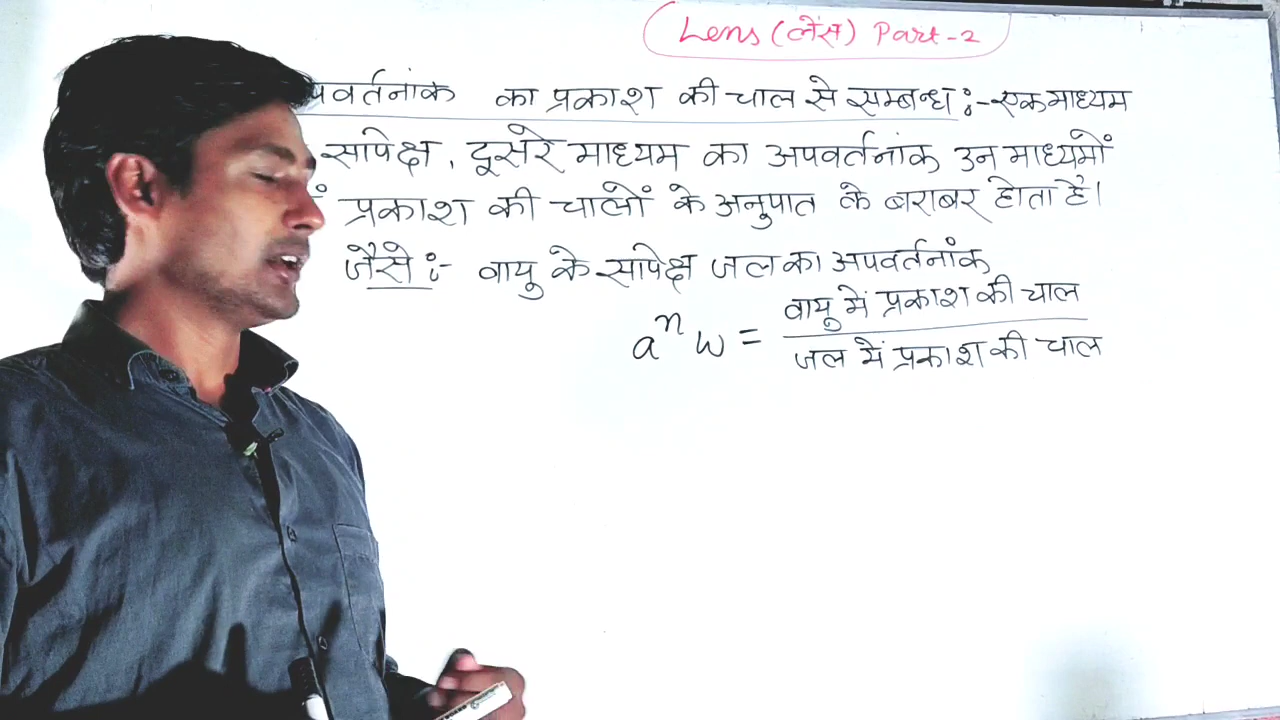 Lens (लेंस) Part-2
पवर्तनांक का प्रकाश की चाल से सम्बन्ध :- एक माध्यम
सापेक्ष, दूसरे माध्यम का अपवर्तनांक उन माध्यमों
प्रकाश की चालों के अनुपात के बराबर होता है।
जैसे :- वायु के सापेक्ष जल का अपवर्तनांक
a n w = वायु में प्रकाश की चाल
जल में प्रकाश की चाल